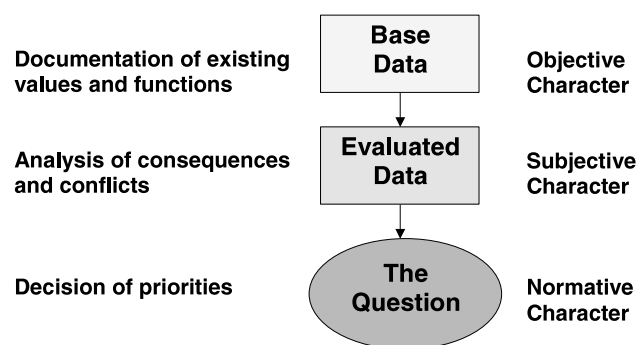 Documentation of existing
values and functions
Base
Data
Objective
Character
Analysis of consequences
and conflicts
Evaluated
Data
Subjective
Character
Decision of priorities
The
Question
Normative
Character